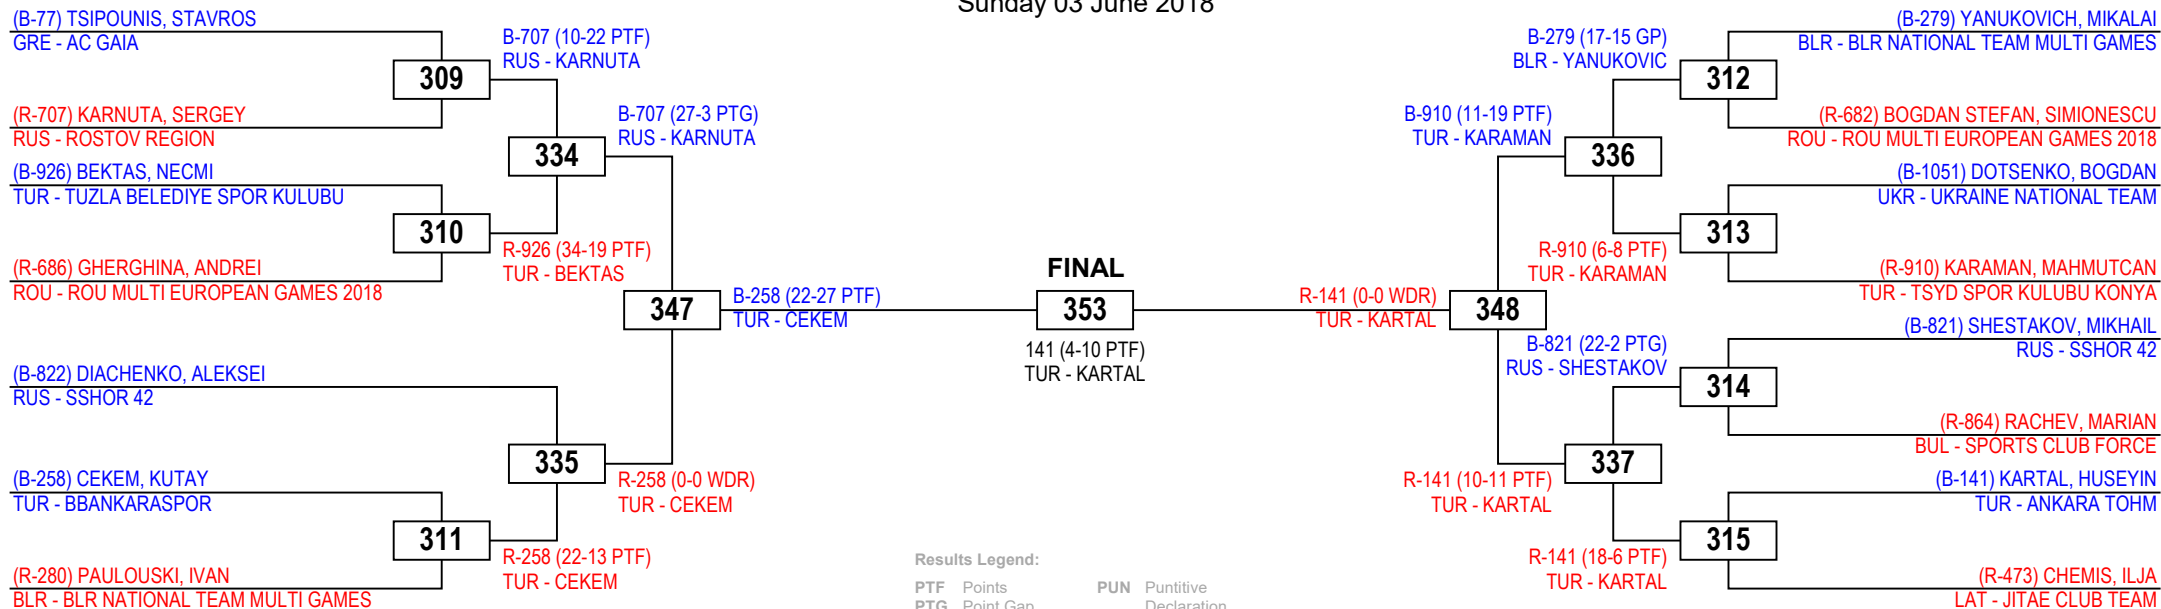 Sunday 03 June 2018
(B-77) TSIPOUNIS, STAVROS
GRE - AC GAIA
309
(R-707) KARNUTA, SERGEY
RUS - ROSTOV REGION
B-707 (10-22 PTF)
RUS - KARNUTA
(B-926) BEKTAS, NECMI
TUR - TUZLA BELEDIYE SPOR KULUBU
310
(R-686) GHERGHINA, ANDREI
ROU - ROU MULTI EUROPEAN GAMES 2018
R-926 (34-19 PTF)
TUR - BEKTAS
334
B-707 (27-3 PTG)
RUS - KARNUTA
(B-822) DIACHENKO, ALEKSEI
RUS - SSHOR 42
335
(B-258) CEKEM, KUTAY
TUR - BBANKARASPOR
311
(R-280) PAULOUSKI, IVAN
BLR - BLR NATIONAL TEAM MULTI GAMES
R-258 (22-13 PTF)
TUR - CEKEM
R-258 (0-0 WDR)
TUR - CEKEM
347
B-258 (22-27 PTF)
TUR - CEKEM
FINAL
353
141 (4-10 PTF)
TUR - KARTAL
R-141 (0-0 WDR)
TUR - KARTAL
348
B-910 (11-19 PTF)
TUR - KARAMAN
336
B-279 (17-15 GP)
BLR - YANUKOVIC
312
(B-279) YANUKOVICH, MIKALAI
BLR - BLR NATIONAL TEAM MULTI GAMES
(R-682) BOGDAN STEFAN, SIMIONESCU
ROU - ROU MULTI EUROPEAN GAMES 2018
(B-1051) DOTSENKO, BOGDAN
UKR - UKRAINE NATIONAL TEAM
313
R-910 (6-8 PTF)
TUR - KARAMAN
(R-910) KARAMAN, MAHMUTCAN
TUR - TSYD SPOR KULUBU KONYA
(B-821) SHESTAKOV, MIKHAIL
RUS - SSHOR 42
B-821 (22-2 PTG)
RUS - SHESTAKOV
314
(R-864) RACHEV, MARIAN
BUL - SPORTS CLUB FORCE
337
R-141 (10-11 PTF)
TUR - KARTAL
(B-141) KARTAL, HUSEYIN
TUR - ANKARA TOHM
315
R-141 (18-6 PTF)
TUR - KARTAL
(R-473) CHEMIS, ILJA
LAT - JITAE CLUB TEAM
Results Legend:
PTF Points PUN Puntitive
PTG Point Gap Declaration